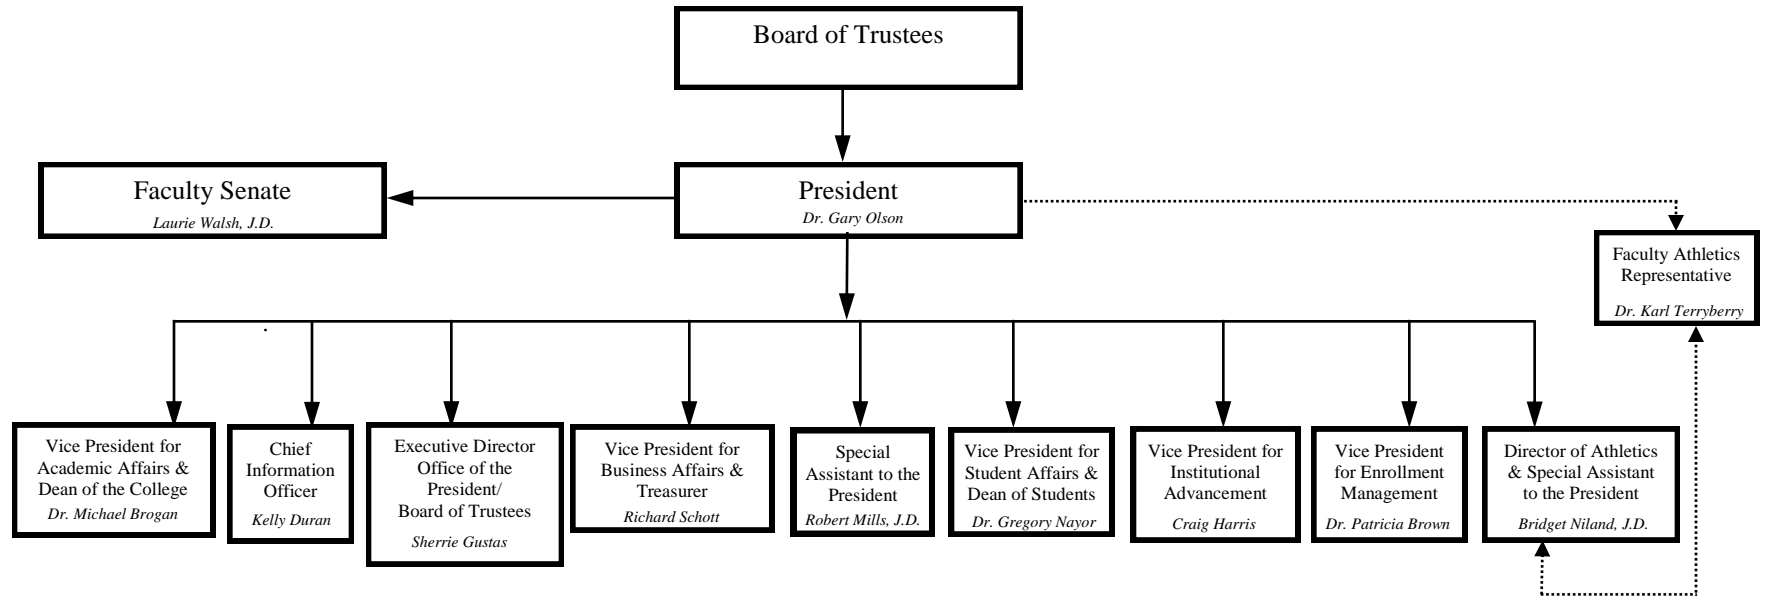 Board of Trustees
Faculty Senate
Laurie Walsh, J.D.
President
Dr. Gary Olson
Faculty Athletics
Representative
Dr. Karl Terryberry
Vice President for
Academic Affairs &
Dean of the College
Dr. Michael Brogan
Chief
Information
Officer
Kelly Duran
Executive Director
Office of the
President/
Board of Trustees
Sherrie Gustas
Vice President for
Business Affairs &
Treasurer
Richard Schott
Special
Assistant to the
President
Robert Mills, J.D.
Vice President for
Student Affairs &
Dean of Students
Dr. Gregory Nayor
Vice President for
Institutional
Advancement
Craig Harris
Vice President
for Enrollment
Management
Dr. Patricia Brown
Director of Athletics
& Special Assistant
to the President
Bridget Niland, J.D.